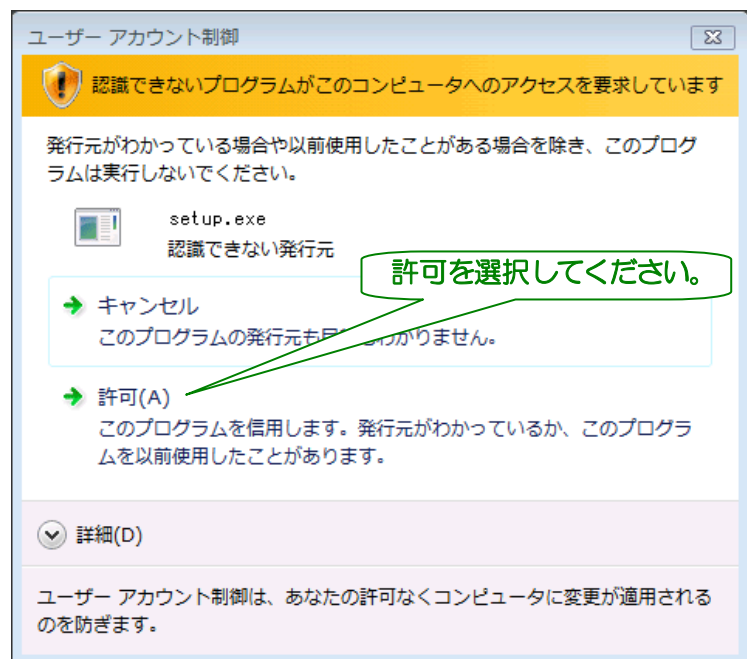 ユーザー アカウント制御
認識できないプログラムがこのコンピュータへのアクセスを要求しています
発行元がわかっている場合や以前使用したことがある場合を除き、このプログ
ラムは実行しないでください。
setup.exe
認識できない発行元
許可を選択してください。
キャンセル
このプログラムの発行元も わかりません。
許可(A)
このプログラムを信用します。発行元がわかっているか、このプログラ
ムを以前使用したことがあります。
詳細(D)
ユーザー アカウント制御は、あなたの許可なくコンピュータに変更が適用される
のを防ぎます。